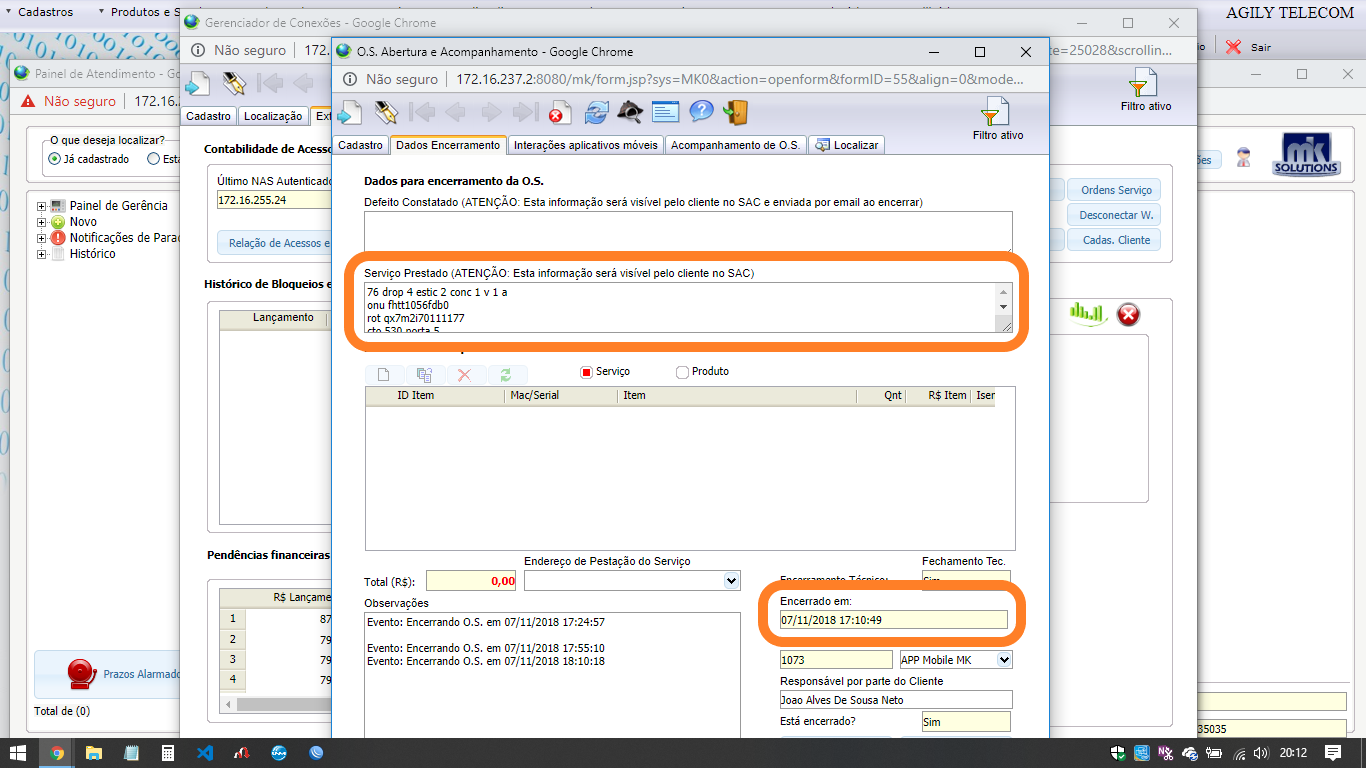 Cadastros
Produtos e S
AGILY TELECOM
Sair
Gerenciador de Conexões - Google Chrome
Não seguro
172.
te=25028&scrollin...
Painel de Atendimento - Go
Não seguro
172.16.
O.S. Abertura e Acompanhamento - Google Chrome
Não seguro
172.16.237.2:8080/mk/form.jsp?sys=MK0&action=openform&formID=55&align=0&mode...
Filtro ativo
Filtro ativo
Cadastro
Localização
Ext
Cadastro
Dados Encerramento
Interações aplicativos móveis
Acompanhamento de O.S.
Localizar
O que deseja localizar?
Já cadastrado
Esta
Painel de Gerência
Novo
Notificações de Parad
Histórico
Contabilidade de Acesso
Último NAS Autenticado
172.16.255.24
Relação de Acessos e
Histórico de Bloqueios e
Lançamento
Pendências financeiras
R$ Lançame
1 87
2 79
3 79
4 79
Prazos Alarmado
Total de (0)
Dados para encerramento da O.S.
Defeito Constatado (ATENÇÃO: Esta informação será visível pelo cliente no SAC e enviada por email ao encerrar)
Serviço Prestado (ATENÇÃO: Esta informação será visível pelo cliente no SAC)
76 drop 4 estic 2 conc 1 v 1 a
onu fhtt1056fdb0
rot qx7m2i70111177
cto 530 porta 5
Serviço
Produto
ID Item
Mac/Serial
Item
Qnt
R$ Item
Iser
Total (R$):
0,00
Endereço de Pestação do Serviço
Fechamento Tec.
Encerramento Técnico:
Sim
Observações
Evento: Encerrando O.S. em 07/11/2018 17:24:57
Evento: Encerrando O.S. em 07/11/2018 17:55:10
Evento: Encerrando O.S. em 07/11/2018 18:10:18
Encerrado em:
07/11/2018 17:10:49
1073
APP Mobile MK
Responsável por parte do Cliente
Joao Alves De Sousa Neto
Está encerrado?
Sim
Ordens Serviço
Desconectar W.
Cadas. Cliente
ões
mk
SOLUTIONS
35035
20:12